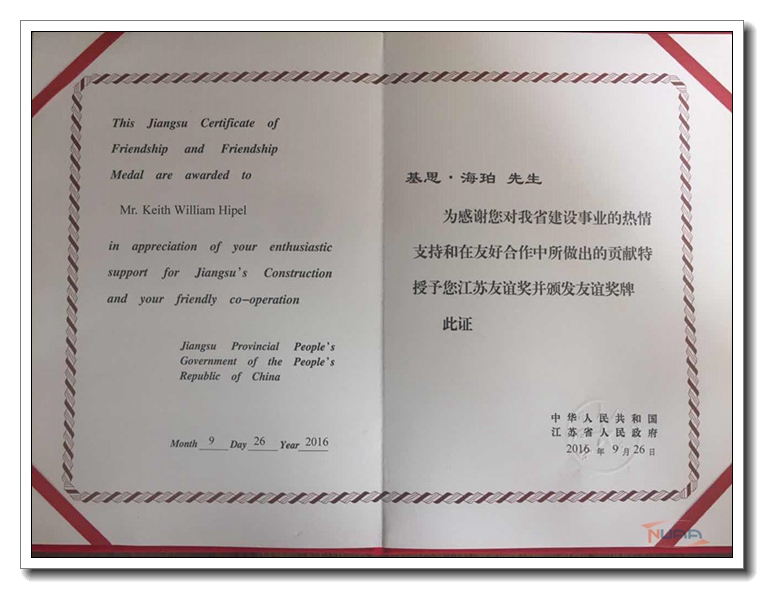 This Jiangsu Certificate of
Friendship and Friendship
Medal are awarded to
Mr. Keith William Hipel
in appreciation of your enthusiastic
support for Jiangsu's Construction
and your friendly co-operation
Jiangsu Provincial People's
Government of the People's
Republic of China
Month 9 Day 26 Year 2016
基思·海珀 先生
为感谢您对我省建设事业的热情
支持和在友好合作中所做出的贡献特
授予您江苏友谊奖并颁发友谊奖牌
此证
中华人民共和国
江苏省人民政府
2016 年 9 月 26 日
NUAA